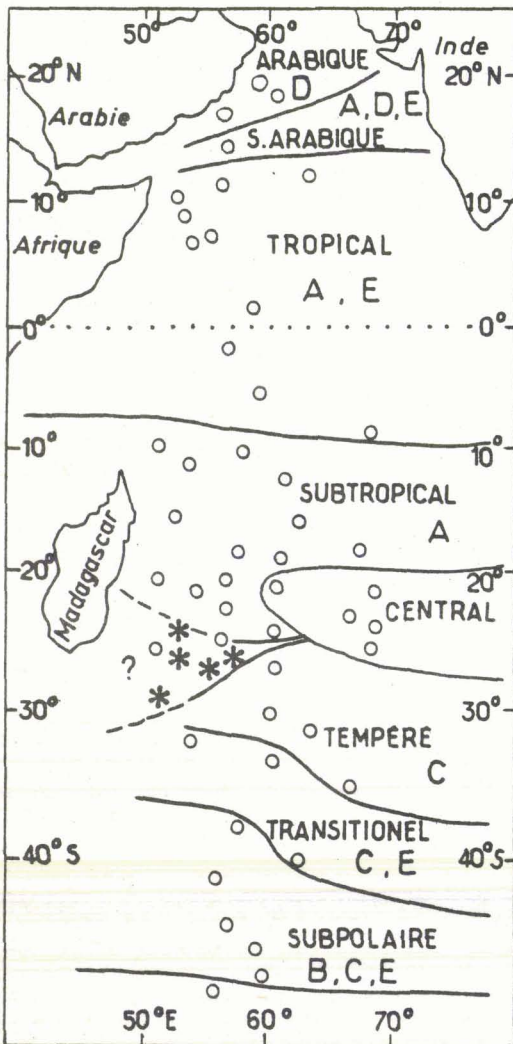 50° 60° 70°
ARABIQUE Inde
20°N 20°N
D
A, D, E
Arabie
S. ARABIQUE
10° 10°
Afrique
TROPICAL
A, E
0° 0°
10° 10°
SUBTROPICAL
A
Madagascar
20° 20°
CENTRAL
?
30° 30°
TEMPÉRÉ
C
TRANSITIONEL
40°S C, E 40°S
SUBPOLAIRE
B, C, E
50°E 60° 70°